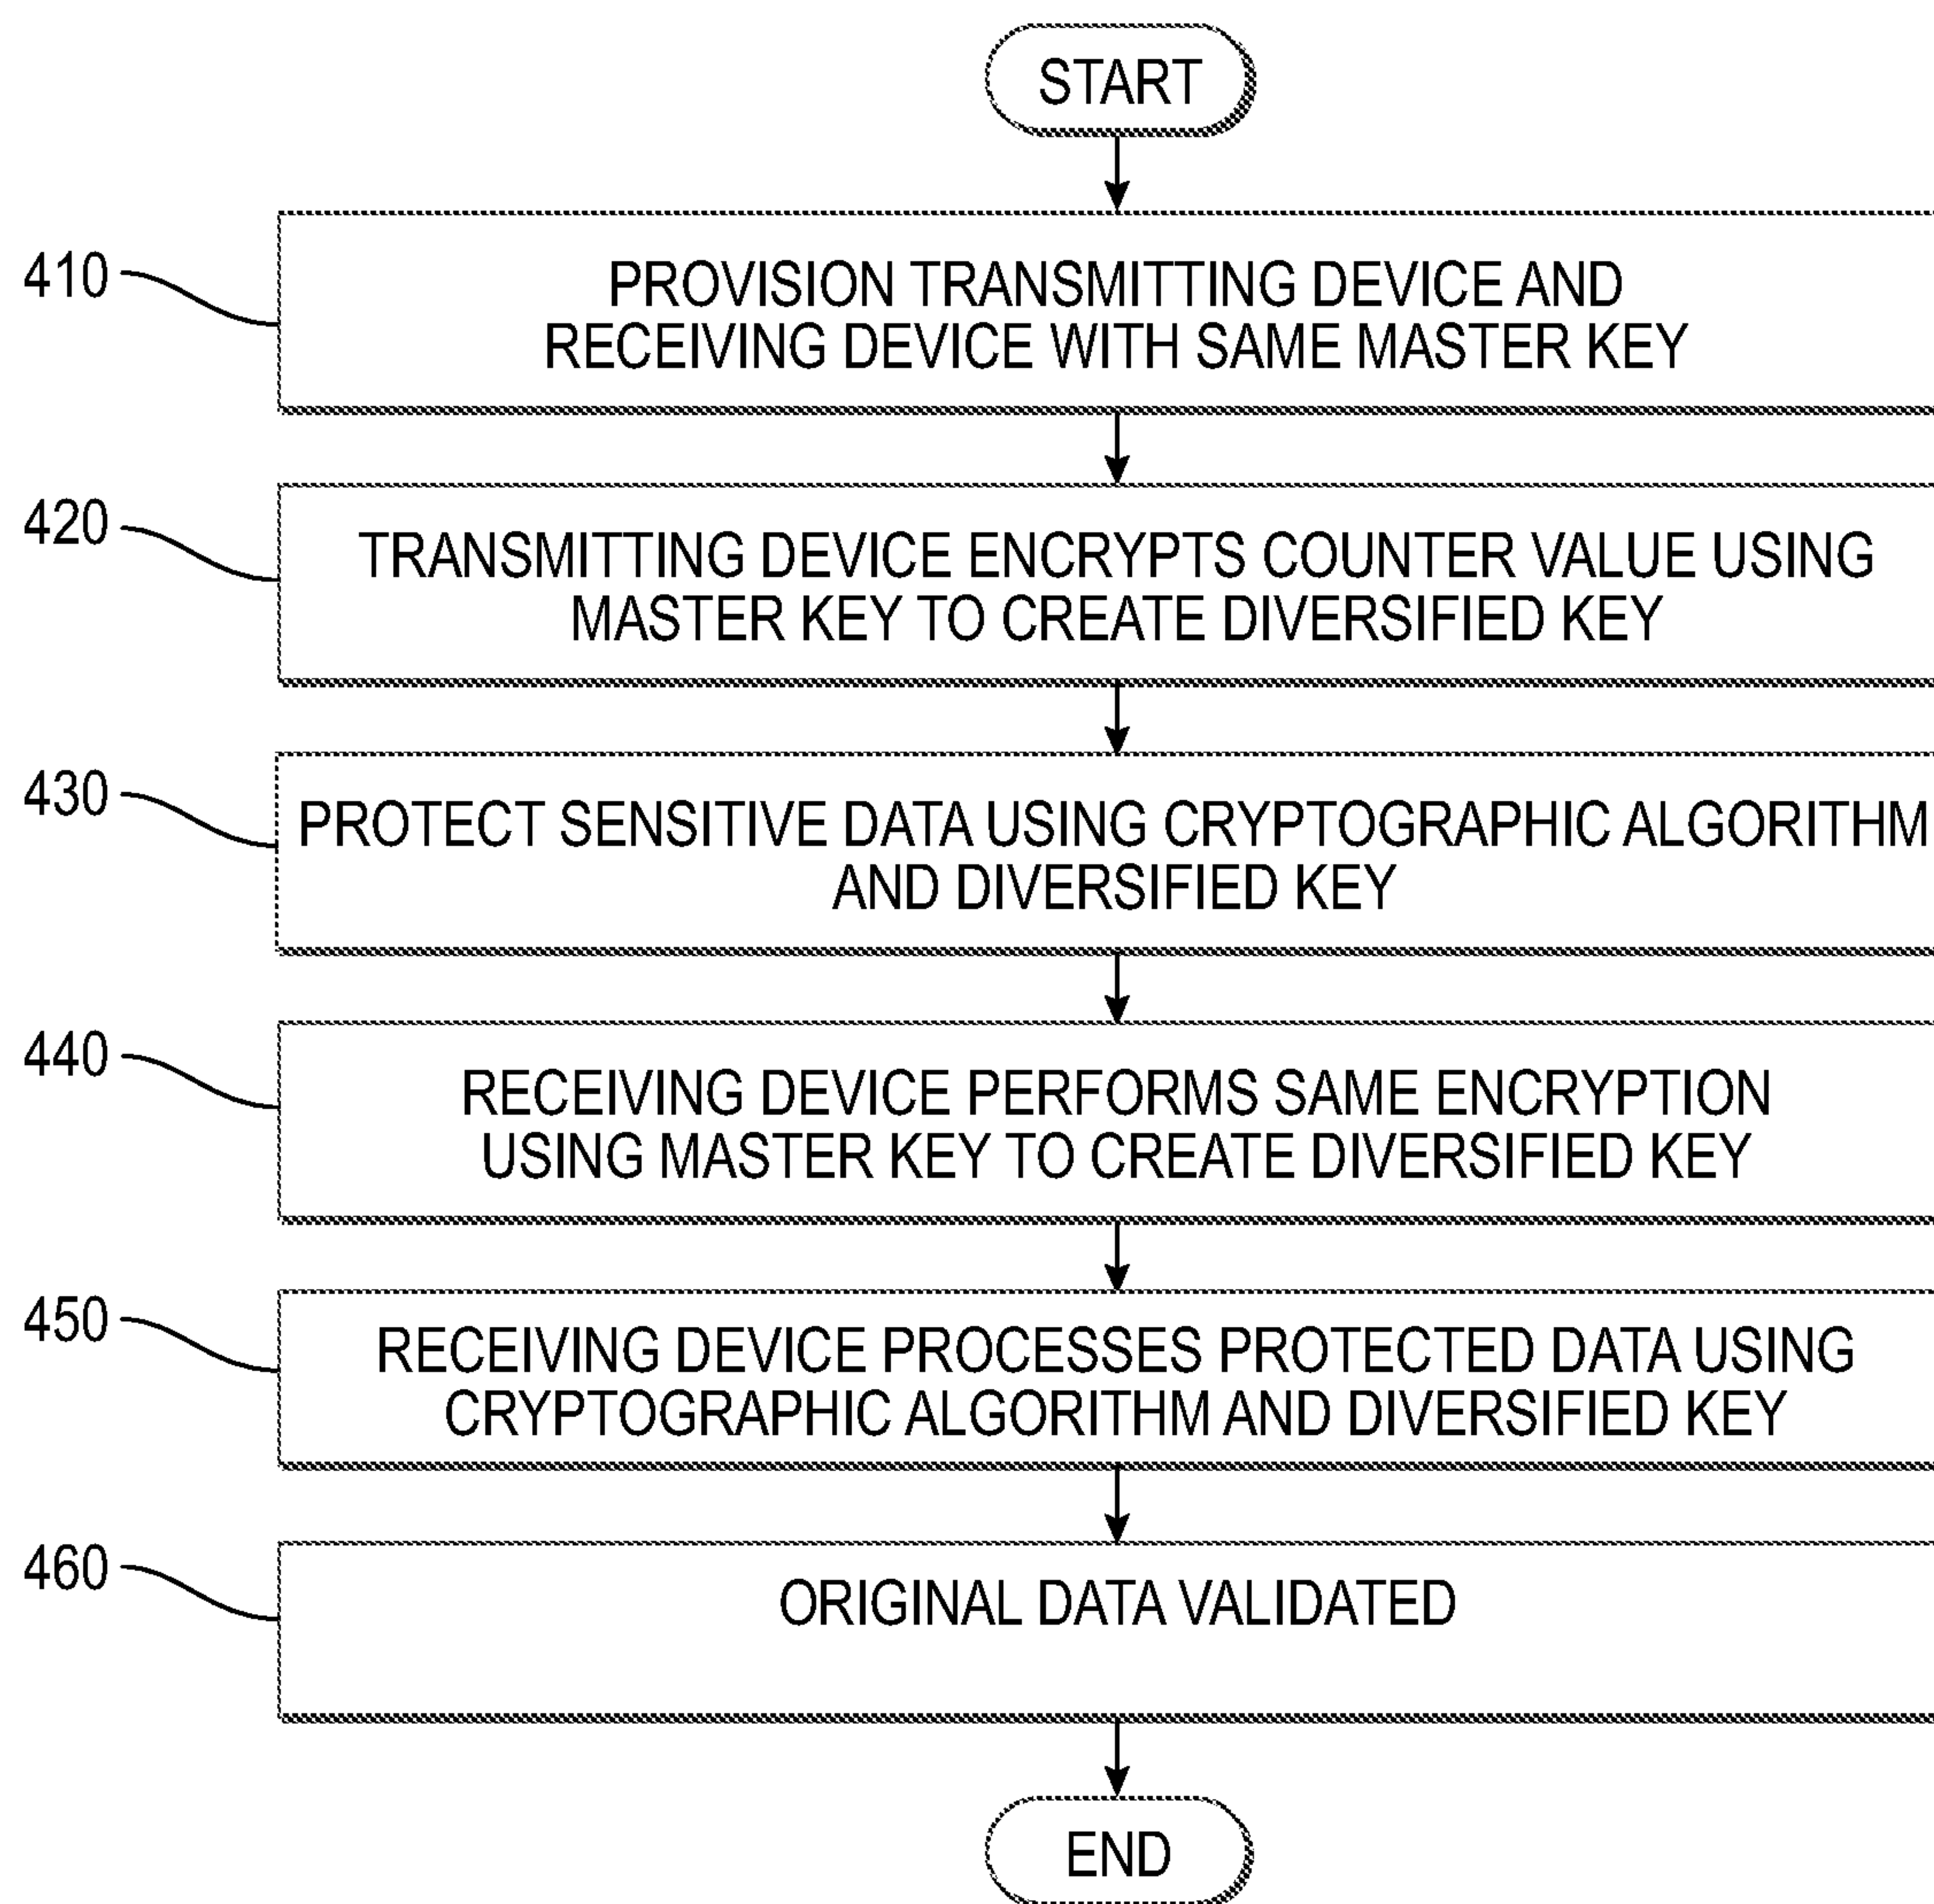 START
410
PROVISION TRANSMITTING DEVICE AND
RECEIVING DEVICE WITH SAME MASTER KEY
420
TRANSMITTING DEVICE ENCRYPTS COUNTER VALUE USING
MASTER KEY TO CREATE DIVERSIFIED KEY
430
PROTECT SENSITIVE DATA USING CRYPTOGRAPHIC ALGORITHM
AND DIVERSIFIED KEY
440
RECEIVING DEVICE PERFORMS SAME ENCRYPTION
USING MASTER KEY TO CREATE DIVERSIFIED KEY
450
RECEIVING DEVICE PROCESSES PROTECTED DATA USING
CRYPTOGRAPHIC ALGORITHM AND DIVERSIFIED KEY
460
ORIGINAL DATA VALIDATED
END